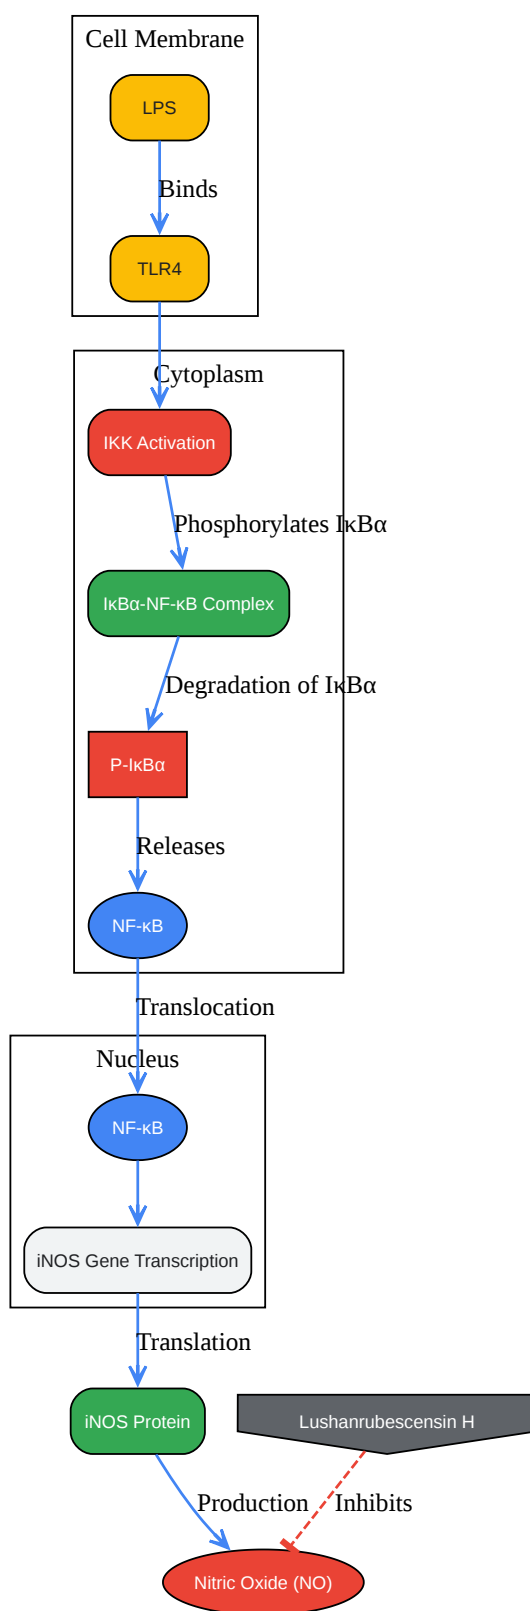 Cell Membrane
LPS
Binds
TLR4
Cytoplasm
IKK Activation
Phosphorylates IκBα
IκBα-NF-κB Complex
Degradation of IκBα
P-IκBα
Releases
NF-κB
Translocation
Nucleus
NF-κB
iNOS Gene Transcription
Translation
iNOS Protein
Lushanrubescensin H
Production
Inhibits
Nitric Oxide (NO)